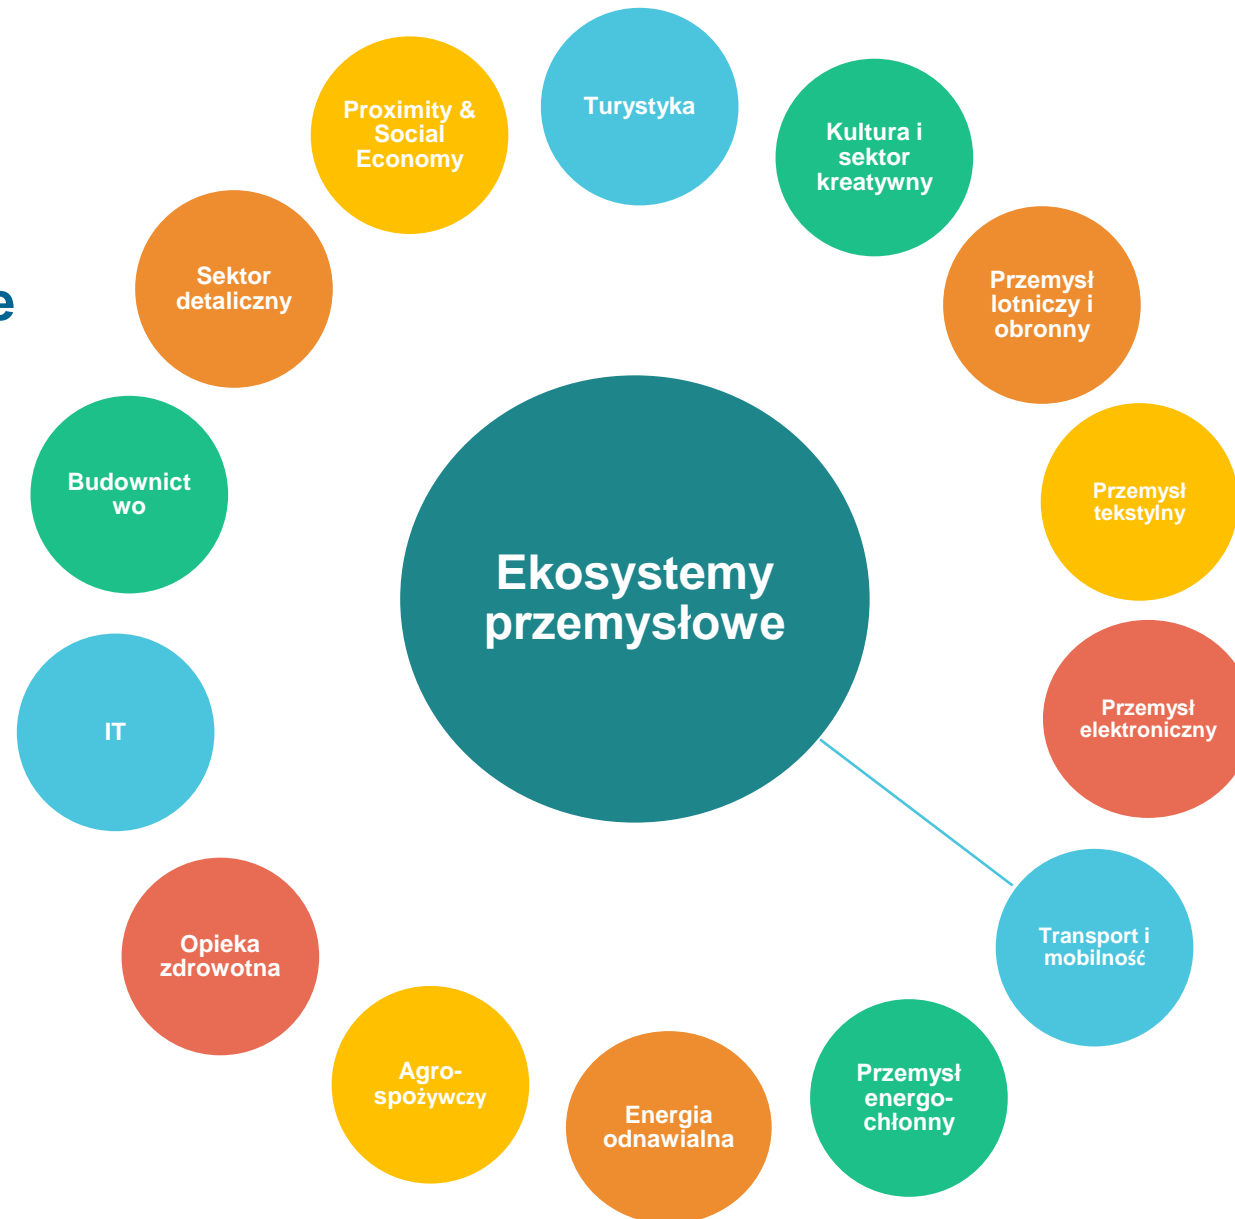 Turystyka
Proximity &
Social
Economy
Kultura i
sektor
kreatywny
Sektor
detaliczny
Przemysł
lotniczy i
obronny
e
Budownict
wo
Przemysł
tekstylny
Ekosystemy
przemysłowe
IT
Przemysł
elektroniczny
Opieka
zdrowotna
Transport i
mobilność
Agro-
spożywczy
Energia
odnawialna
Przemysł
energo-
chłonny